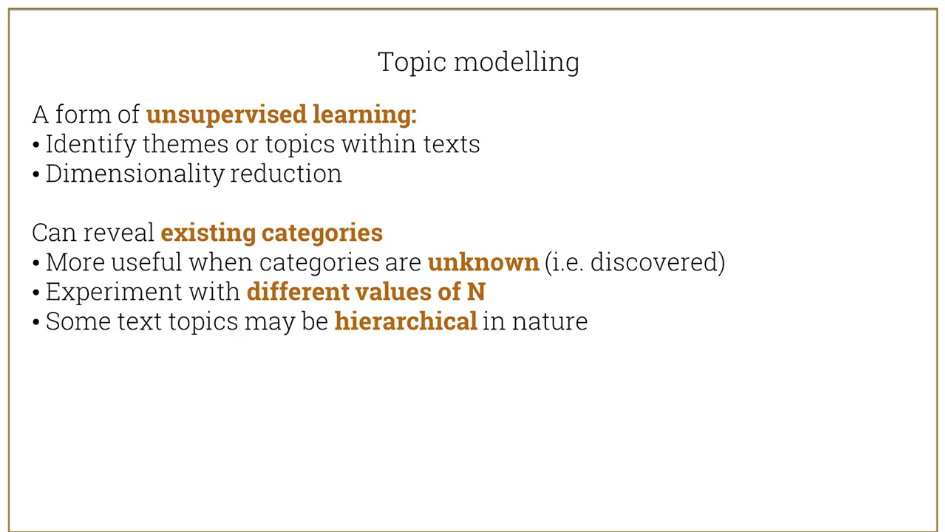 Topic modelling
A form of unsupervised learning:
• Identify themes or topics within texts
• Dimensionality reduction
Can reveal existing categories
• More useful when categories are unknown (i.e. discovered)
• Experiment with different values of N
• Some text topics may be hierarchical in nature